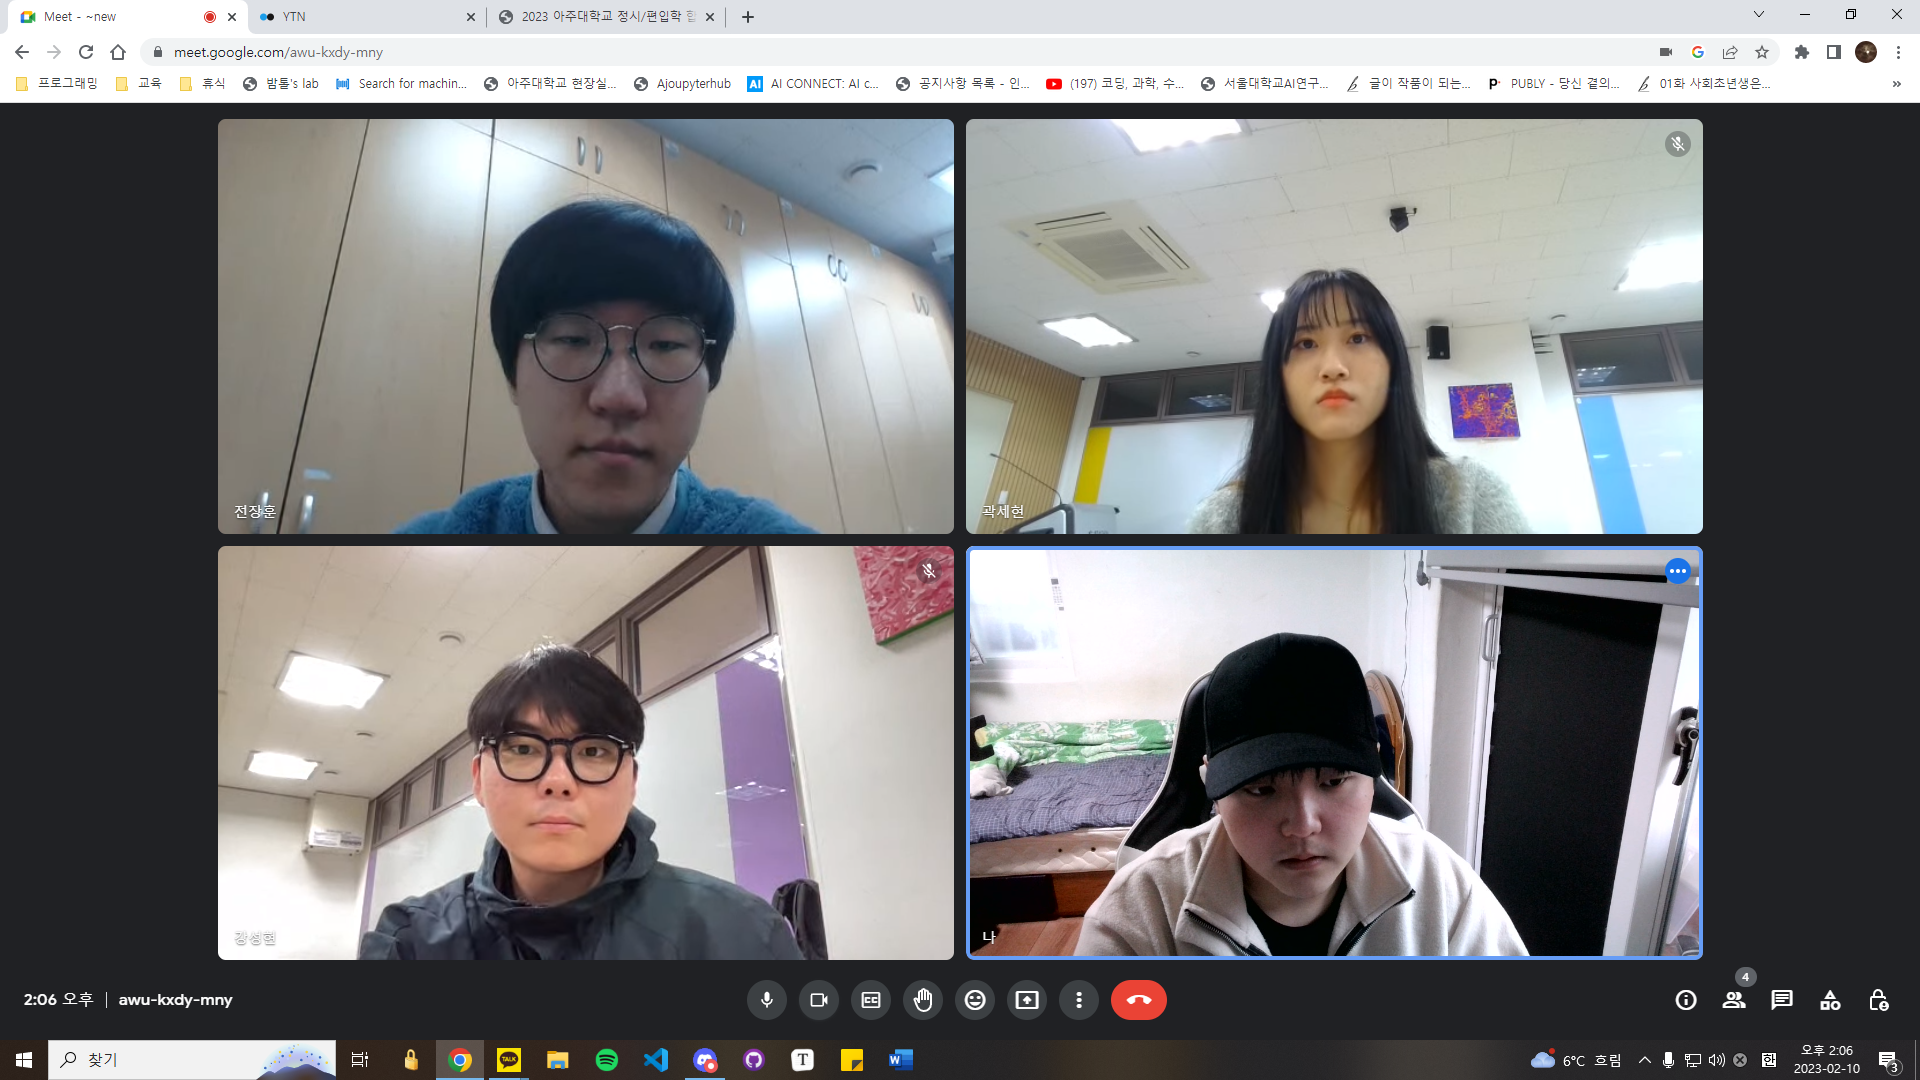 Meet - ~new
YTN
2023 아주대학교 정시/편입학 합
meet.google.com/awu-kxdy-mny
프로그래밍
교육
휴식
밤톨's lab
Search for machin...
아주대학교 현장실...
Ajoupyterhub
AI CONNECT: AI c...
공지사항 목록 - 인...
(197) 코딩, 과학, 수...
서울대학교AI연구...
글이 작품이 되는...
PUBLY - 당신 곁의...
01화 사회초년생은...
전장훈
곽세현
강성현
나
2:06 오후
awu-kxdy-mny
4
찾기
TALK
6°C 흐림
한
오후 2:06
2023-02-10
3